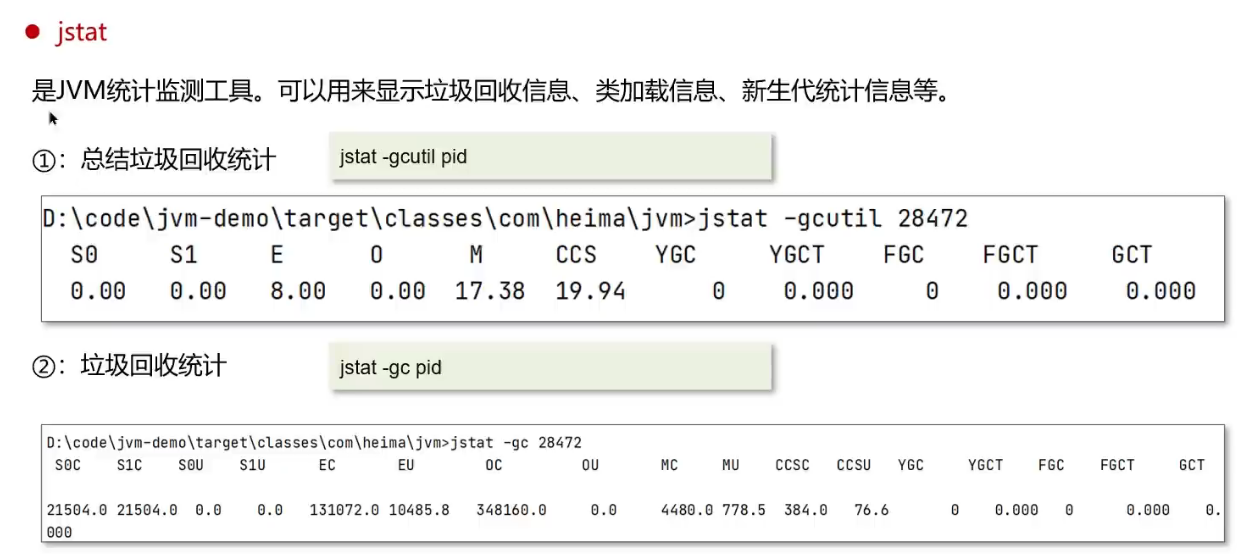 jstat
是JVM统计监测工具。可以用来显示垃圾回收信息、类加载信息、新生代统计信息等。
①：总结垃圾回收统计
jstat -gcutil pid
D:\code\jvm-demo\target\classes\com\heima\jvm>jstat -gcutil 28472
S0 S1 E O M CCS YGC YGCT FGC FGCT GCT
0.00 0.00 8.00 0.00 17.38 19.94 0 0.000 0 0.000 0.000
②：垃圾回收统计
jstat -gc pid
D:\code\jvm-demo\target\classes\com\heima\jvm>jstat -gc 28472
S0C S1C S0U S1U EC EU OC OU MC MU CCSC CCSU YGC YGCT FGC FGCT GCT
21504.0 21504.0 0.0 0.0 131072.0 10485.8 348160.0 0.0 4480.0 778.5 384.0 76.6 0 0.000 0 0.000 0.
000